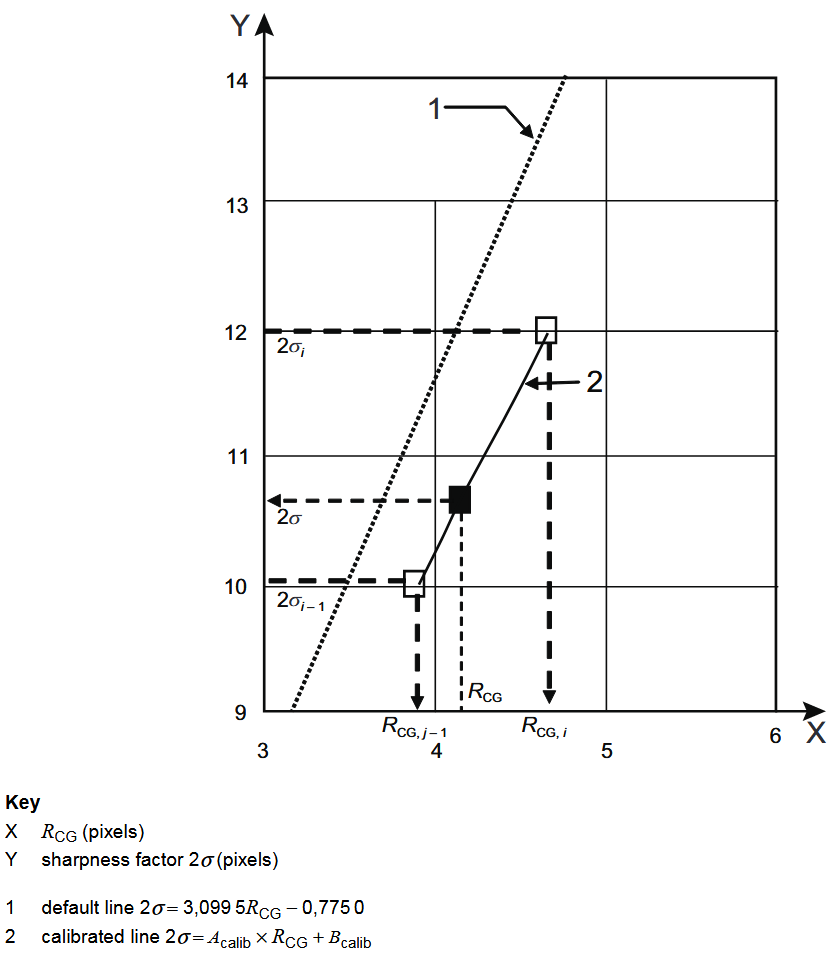 Y
14
1
13
12
2σi
2
11
2σ
10
2σi–1
RCG
9
RCG, j–1 RCG, i
X
3 4 5 6
Key
X RCG (pixels)
Y sharpness factor 2σ (pixels)
1 default line 2σ = 3,099 5RCG – 0,775 0
2 calibrated line 2σ = Acalib × RCG + Bcalib